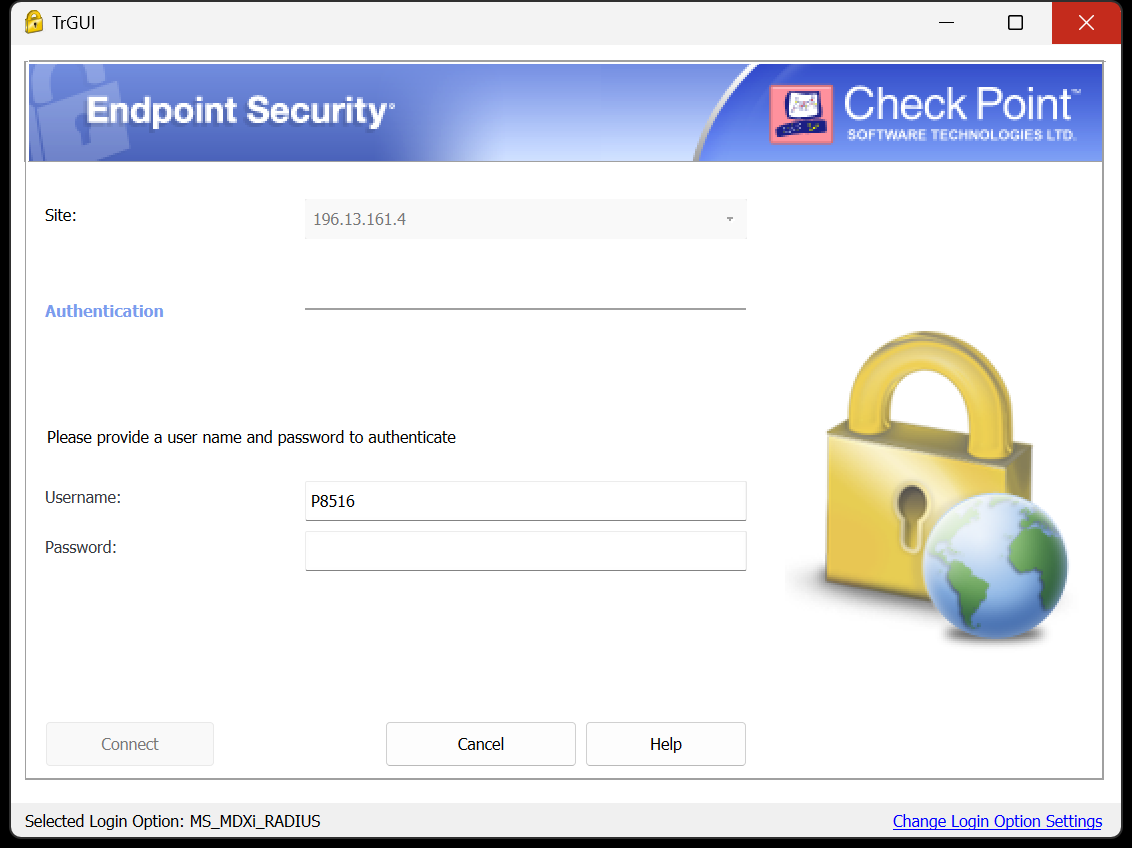 TrGUI
Endpoint Security
Check Point™
SOFTWARE TECHNOLOGIES LTD.
Site:
196.13.161.4
Authentication
Please provide a user name and password to authenticate
Username:
P8516
Password:
Connect
Cancel
Help
Selected Login Option: MS_MDXi_RADIUS
Change Login Option Settings